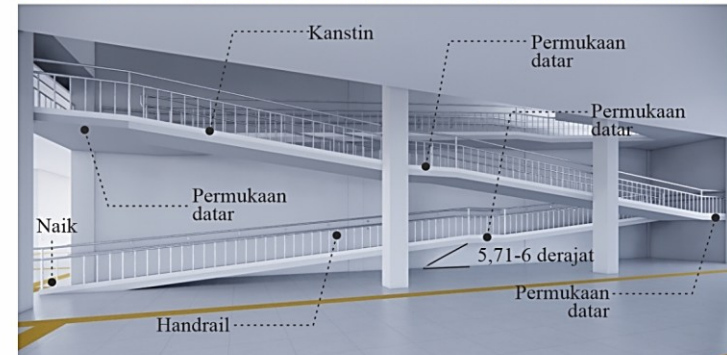 Kanstin
Permukaan
datar
Permukaan
datar
Permukaan
datar
Naik
5,71-6 derajat
Permukaan
datar
Handrail